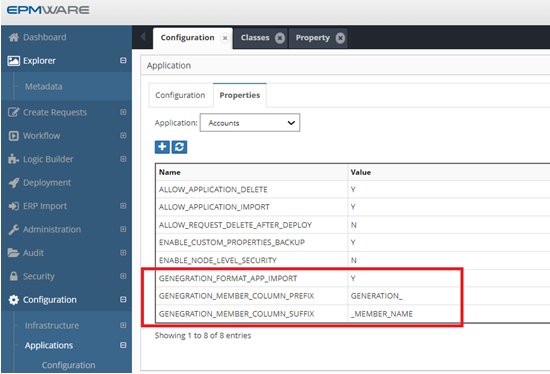 EPMWARE
Dashboard
Configuration × Classes Property
Explorer
Application
Metadata
Configuration Properties
Create Requests
Application: Accounts
Workflow
Logic Builder
Name Value
Deployment
ALLOW_APPLICATION_DELETE Y
ERP Import
ALLOW_APPLICATION_IMPORT Y
Administration
ALLOW_REQUEST_DELETE_AFTER_DEPLOY N
ENABLE_CUSTOM_PROPERTIES_BACKUP Y
Audit
ENABLE_NODE_LEVEL_SECURITY N
Security
GENEGRATION_FORMAT_APP_IMPORT Y
Configuration
GENEGRATION_MEMBER_COLUMN_PREFIX GENERATION_
GENEGRATION_MEMBER_COLUMN_SUFFIX _MEMBER_NAME
Infrastructure
Showing 1 to 8 of 8 entries
Applications
Configuration